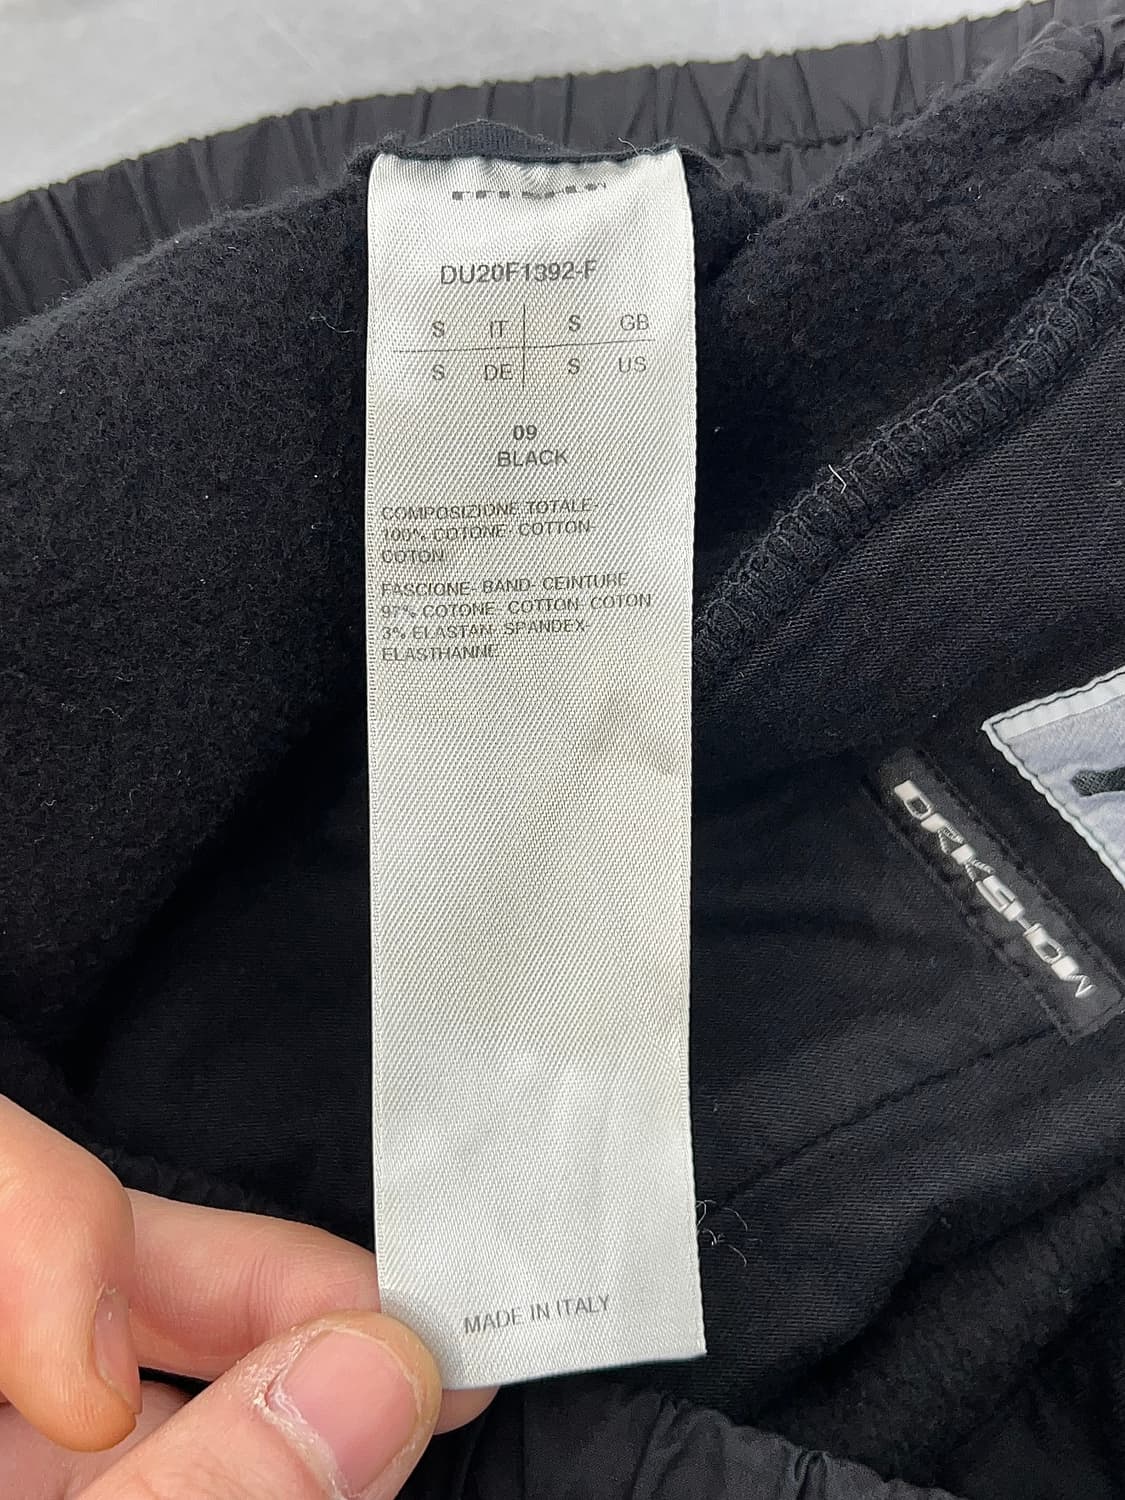 DU20F1392-F
S IT S GB
S DE S US
09
BLACK
COMPOSIZIONE TOTALE-
100% COTONE- COTTON-
COTON
FASCIONE- BAND- CEINTURE
97% COTONE- COTTON- COTON
3% ELASTAN- SPANDEX-
ELASTHANNE
MADE IN ITALY
DRKSHDW